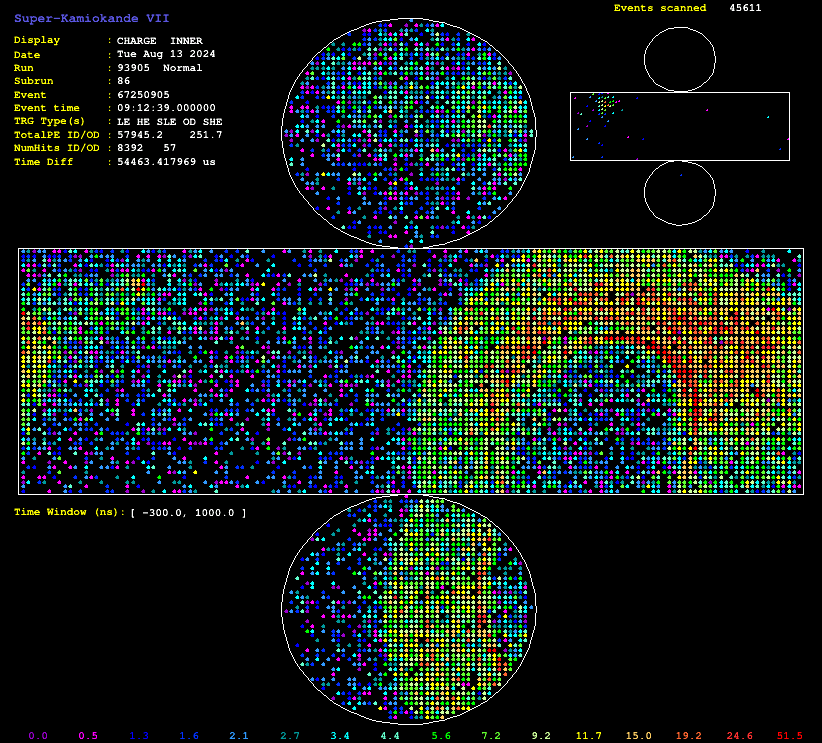 Super-Kamiokande VII
Events scanned 45611
Display : CHARGE INNER
Date : Tue Aug 13 2024
Run : 93905 Normal
Subrun : 86
Event : 67250905
Event time : 09:12:39.000000
TRG Type(s) : LE HE SLE OD SHE
TotalPE ID/OD : 57945.2 251.7
NumHits ID/OD : 8392 57
Time Diff : 54463.417969 us
Time Window (ns): [ -300.0, 1000.0 ]
0.0 0.5 1.3 1.6 2.1 2.7 3.4 4.4 5.6 7.2 9.2 11.7 15.0 19.2 24.6 51.5